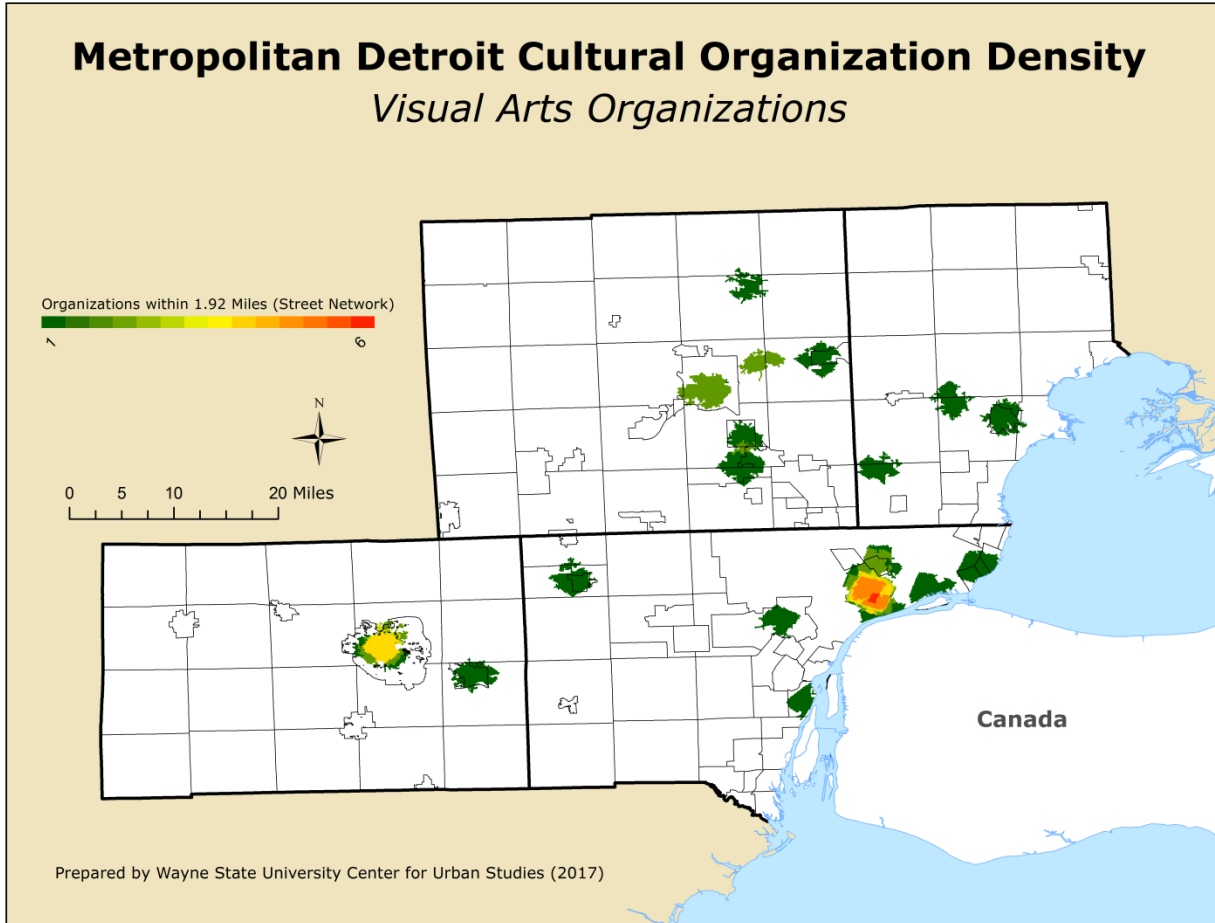 Metropolitan Detroit Cultural Organization Density
Visual Arts Organizations
Organizations within 1.92 Miles (Street Network)
1 6
N
0 5 10 20 Miles
Canada
Prepared by Wayne State University Center for Urban Studies (2017)